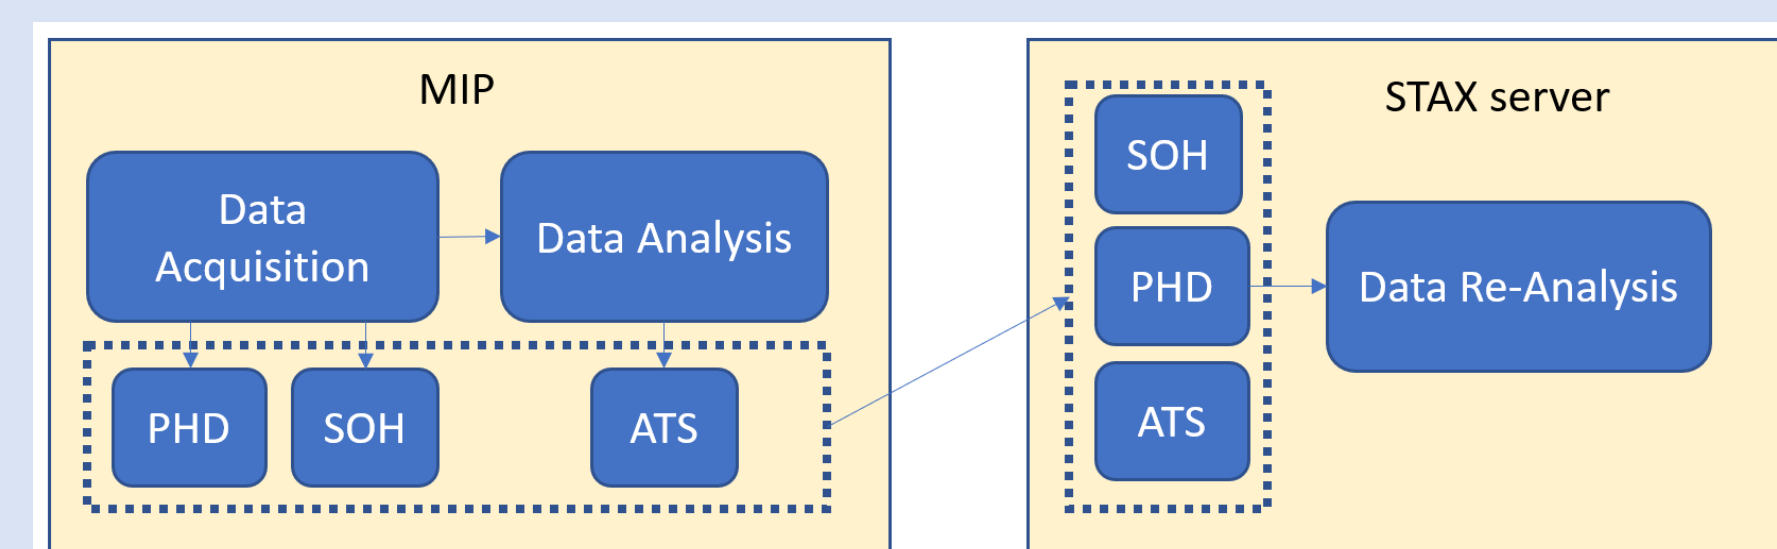 MIP
Data
Acquisition
Data Analysis
PHD
SOH
ATS
STAX server
SOH
PHD
ATS
Data Re-Analysis